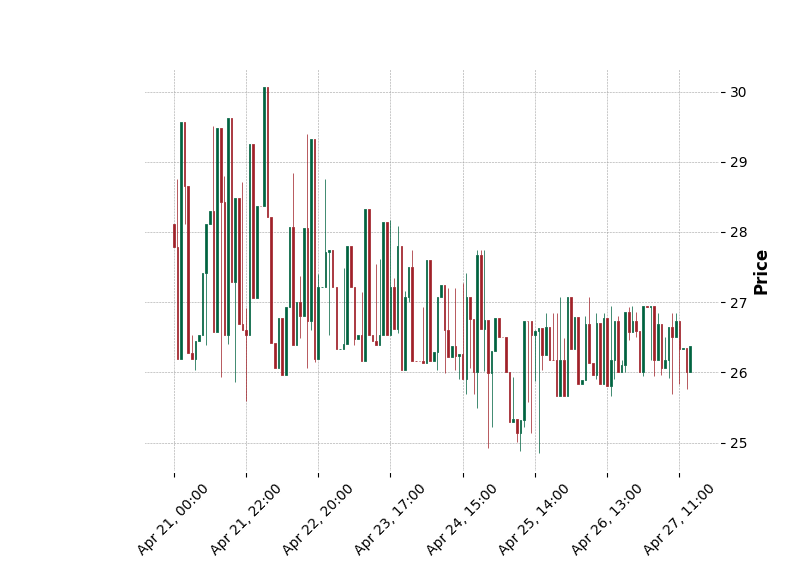 30
29
28
27
26
25
Price
Apr 21, 00:00
Apr 21, 22:00
Apr 22, 20:00
Apr 23, 17:00
Apr 24, 15:00
Apr 25, 14:00
Apr 26, 13:00
Apr 27, 11:00